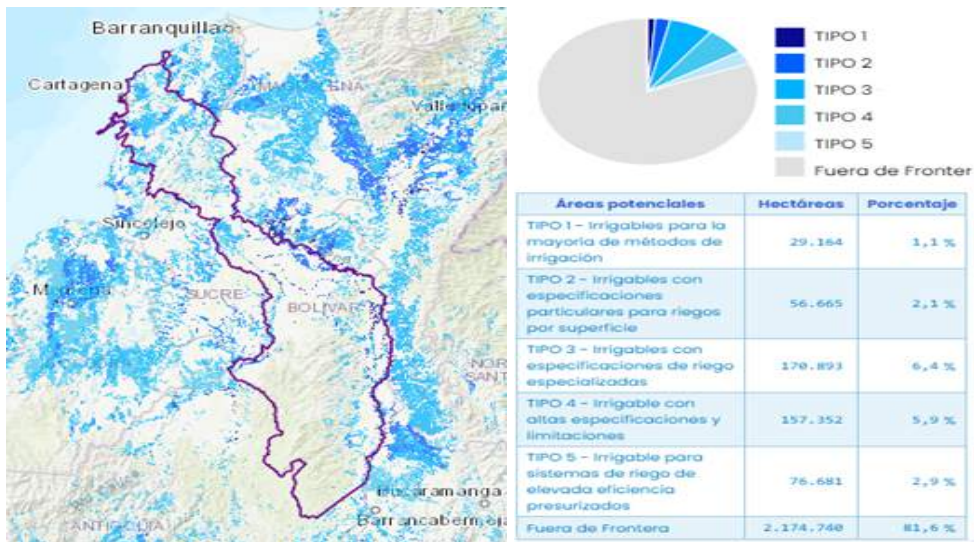 Barranquilla
Cartagena
MAGDALENA
Valledupar
Sincelejo
SUCRE
BOLIVAR
NOR
SANT
ANTIOQUIA
Bucaramanga
Barrancabermeja
TIPO 1
TIPO 2
TIPO 3
TIPO 4
TIPO 5
Fuera de Fronter
Áreas potenciales Hectáreas Porcentaje
TIPO 1 - Irrigables para la
mayoría de métodos de
irrigación
29.164 1,1 %
TIPO 2 - Irrigables con
especificaciones
particulares para riegos
por superficie
56.665 2,1 %
TIPO 3 - Irrigables con
especificaciones de riego
especializadas
170.893 6,4 %
TIPO 4 - Irrigable con
altas especificaciones y
limitaciones
157.352 5,9 %
TIPO 5 - Irrigable para
sistemas de riego de
elevada eficiencia
presurizados
76.681 2,9 %
Fuera de Frontera 2.174.740 81,6 %